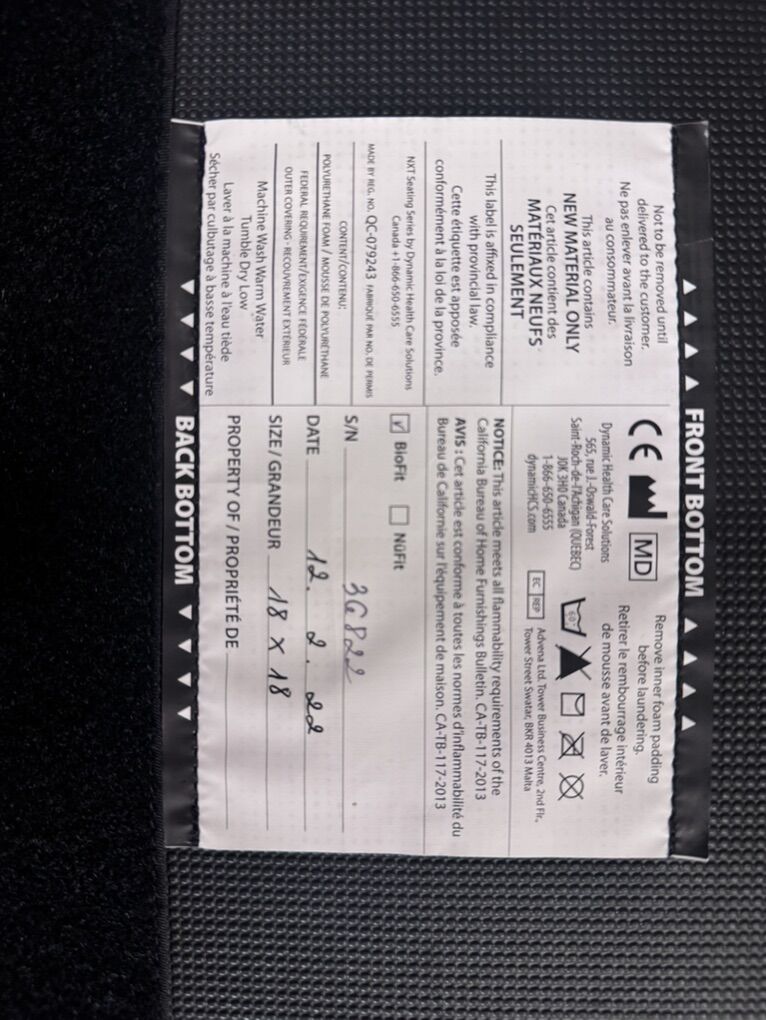 ▲ ▲ ▲ ▲ FRONT BOTTOM ▲ ▲ ▲ ▲
Not to be removed until
delivered to the customer.
Ne pas enlever avant la livraison
au consommateur.
This article contains
NEW MATERIAL ONLY
Cet article contient des
MATÉRIAUX NEUFS
SEULEMENT
This label is affixed in compliance
with provincial law.
Cette étiquette est apposée
conformément à la loi de la province.
NXT Seating Series by Dynamic Health Care Solutions
Canada +1-866-650-6555
MADE BY REG. NO. QC-079243 FABRIQUÉ PAR NO. DE PERMIS
CONTENT/CONTENU:
POLYURETHANE FOAM / MOUSSE DE POLYURÉTHANE
FEDERAL REQUIREMENT/EXIGENCE FÉDÉRALE
OUTER COVERING - RECOUVREMENT EXTÉRIEUR
Machine Wash Warm Water
Tumble Dry Low
Laver à la machine à l'eau tiède
Sécher par culbutage à basse température
CE MD
Remove inner foam padding
before laundering.
Retirer le rembourrage intérieur
de mousse avant de laver.
Dynamic Health Care Solutions
565, rue J.-Oswald-Forest
Saint-Roch-de-l'Achigan (QUEBEC)
J0K 3H0 Canada
1-866-650-6555
dynamicHCS.com
60°
EC REP Advena Ltd. Tower Business Centre, 2nd Flr.,
Tower Street Swatar, BKR 4013 Malta
NOTICE: This article meets all flammability requirements of the
California Bureau of Home Furnishings Bulletin. CA-TB-117-2013
AVIS : Cet article est conforme à toutes les normes d'inflammabilité du
Bureau de Californie sur l'équipement de maison. CA-TB-117-2013
☑ BioFit ☐ NüFit
S/N 36822
DATE 12. 2. 22
SIZE / GRANDEUR 18 x 18
PROPERTY OF / PROPRIÉTÉ DE
▼ ▼ ▼ ▼ BACK BOTTOM ▼ ▼ ▼ ▼